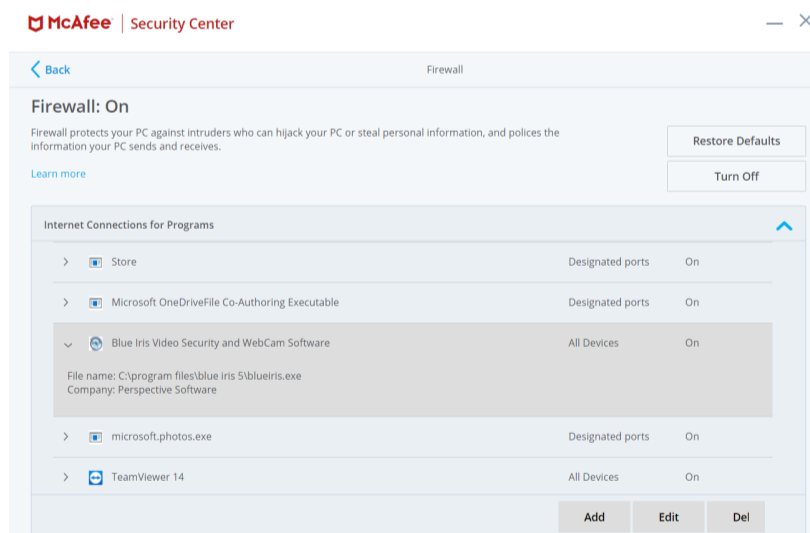 McAfee | Security Center
Back
Firewall
Firewall: On
Firewall protects your PC against intruders who can hijack your PC or steal personal information, and polices the
information your PC sends and receives.
Restore Defaults
Learn more
Turn Off
Internet Connections for Programs
Store Designated ports On
Microsoft OneDriveFile Co-Authoring Executable Designated ports On
Blue Iris Video Security and WebCam Software All Devices On
File name: C:\program files\blue iris 5\blueiris.exe
Company: Perspective Software
microsoft.photos.exe Designated ports On
TeamViewer 14 All Devices On
Add Edit Del